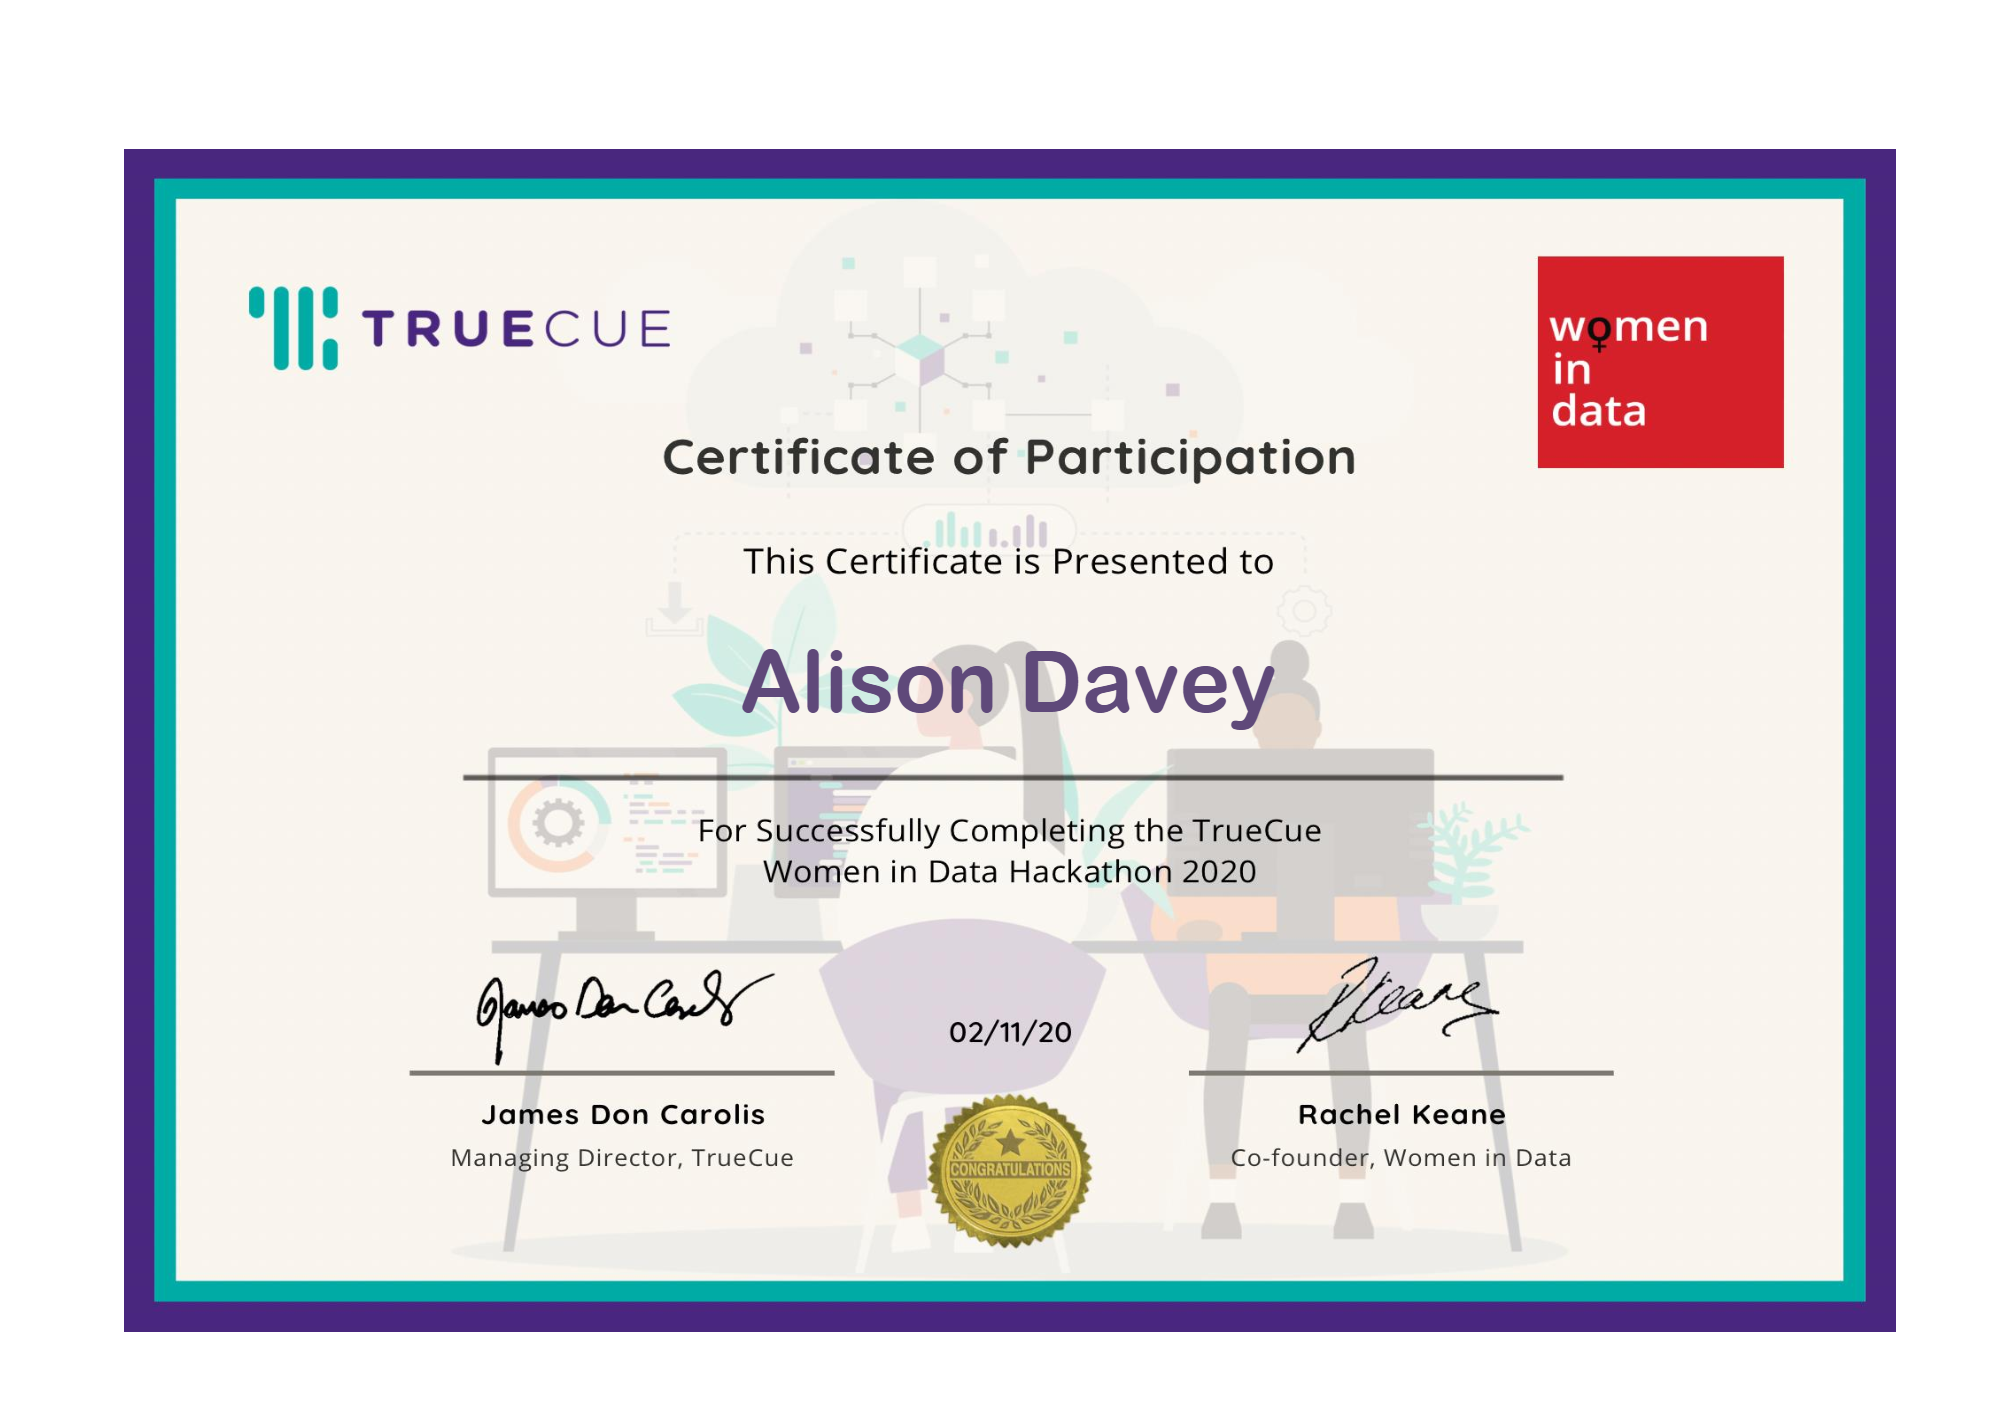 TRUECUE
women
in
data
Certificate of Participation
This Certificate is Presented to
Alison Davey
For Successfully Completing the TrueCue
Women in Data Hackathon 2020
James Don Carolis
R Keane
02/11/20
James Don Carolis
Rachel Keane
Managing Director, TrueCue
Co-founder, Women in Data
CONGRATULATIONS